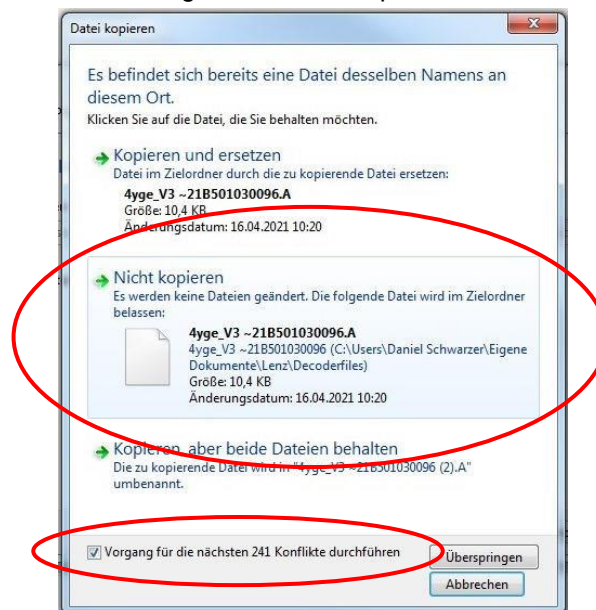 Datei kopieren
Es befindet sich bereits eine Datei desselben Namens an
diesem Ort.
Klicken Sie auf die Datei, die Sie behalten möchten.
Kopieren und ersetzen
Datei im Zielordner durch die zu kopierende Datei ersetzen:
4yge_V3 ~21B501030096.A
Größe: 10,4 KB
Änderungsdatum: 16.04.2021 10:20
Nicht kopieren
Es werden keine Dateien geändert. Die folgende Datei wird im Zielordner
belassen:
4yge_V3 ~21B501030096.A
4yge_V3 ~21B501030096 (C:\Users\Daniel Schwarzer\Eigene
Dokumente\Lenz\Decoderfiles)
Größe: 10,4 KB
Änderungsdatum: 16.04.2021 10:20
Kopieren, aber beide Dateien behalten
Die zu kopierende Datei wird in "4yge_V3 ~21B501030096 (2).A"
umbenannt.
Vorgang für die nächsten 241 Konflikte durchführen
Überspringen
Abbrechen